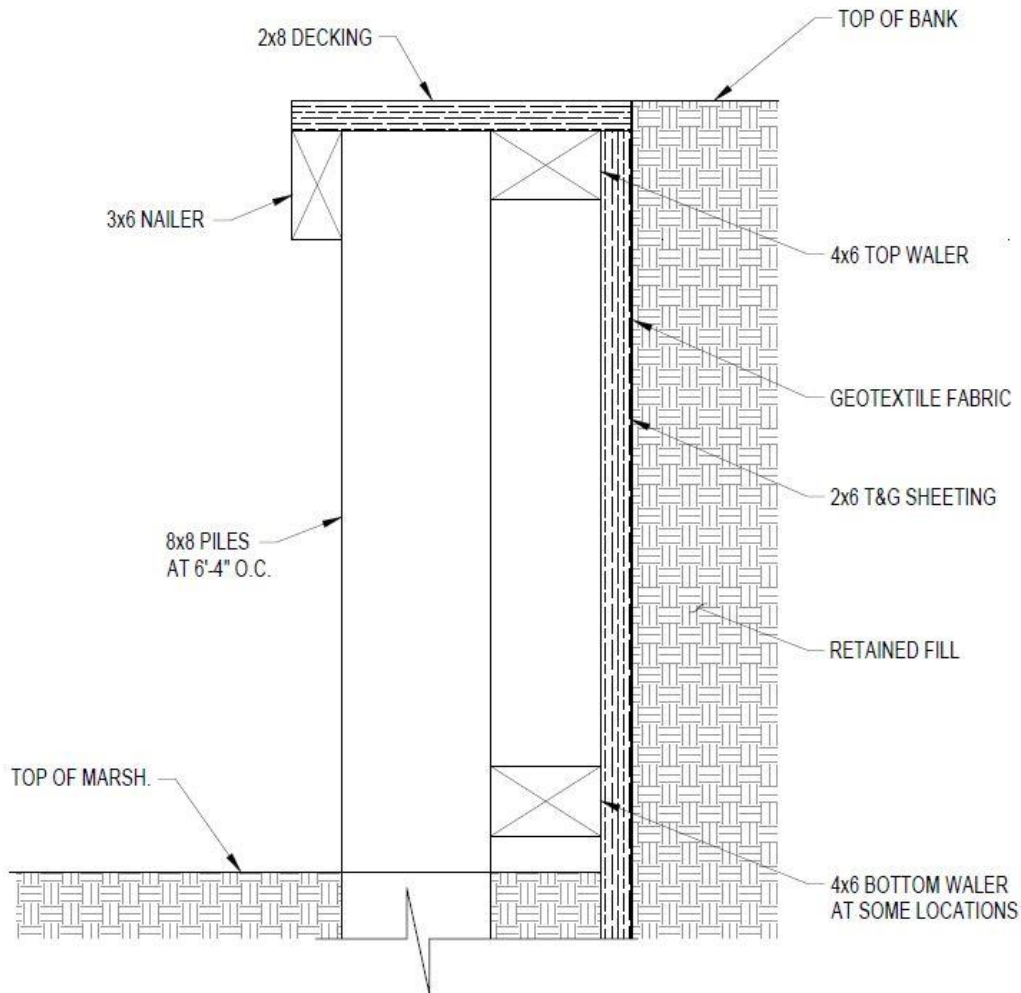 TOP OF BANK
2x8 DECKING
3x6 NAILER
4x6 TOP WALER
GEOTEXTILE FABRIC
2x6 T&G SHEETING
8x8 PILES
AT 6'-4" O.C.
RETAINED FILL
TOP OF MARSH.
4x6 BOTTOM WALER
AT SOME LOCATIONS